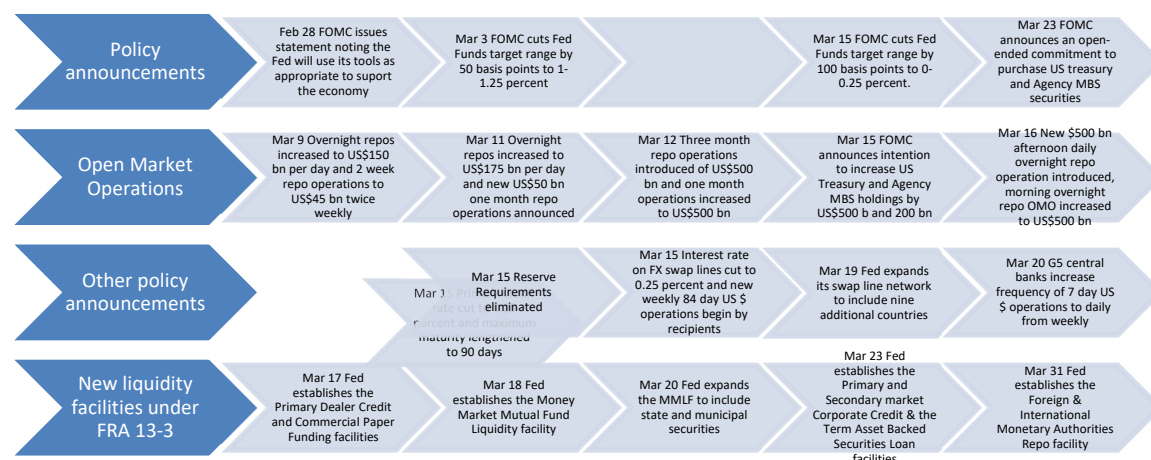 Policy
announcements
Feb 28 FOMC issues
statement noting the
Fed will use its tools as
appropriate to suport
the economy
Mar 3 FOMC cuts Fed
Funds target range by
50 basis points to 1-
1.25 percent
Mar 15 FOMC cuts Fed
Funds target range by
100 basis points to 0-
0.25 percent.
Mar 23 FOMC
announces an open-
ended commitment to
purchase US treasury
and Agency MBS
securities
Open Market
Operations
Mar 9 Overnight repos
increased to US$150
bn per day and 2 week
repo operations to
US$45 bn twice
weekly
Mar 11 Overnight
repos increased to
US$175 bn per day
and new US$50 bn
one month repo
operations announced
Mar 12 Three month
repo operations
introduced of US$500
bn and one month
operations increased
to US$500 bn
Mar 15 FOMC
announces intention
to increase US
Treasury and Agency
MBS holdings by
US$500 b and 200 bn
Mar 16 New $500 bn
afternoon daily
overnight repo
operation introduced,
morning overnight
repo OMO increased
to US$500 bn
Other policy
announcements
Mar
rate cut
percent and maximum
maturity lengthened
to 90 days
Mar 15 Reserve
Requirements
eliminated
Mar 15 Interest rate
on FX swap lines cut to
0.25 percent and new
weekly 84 day US $
operations begin by
recipients
Mar 19 Fed expands
its swap line network
to include nine
additional countries
Mar 20 G5 central
banks increase
frequency of 7 day US
$ operations to daily
from weekly
New liquidity
facilities under
FRA 13-3
Mar 17 Fed
establishes the
Primary Dealer Credit
and Commercial Paper
Funding facilities
Mar 18 Fed
establishes the Money
Market Mutual Fund
Liquidity facility
Mar 20 Fed expands
the MMLF to include
state and municipal
securities
Mar 23 Fed
establishes the
Primary and
Secondary market
Corporate Credit & the
Term Asset Backed
Securities Loan
facilities
Mar 31 Fed
establishes the
Foreign &
International
Monetary Authorities
Repo facility